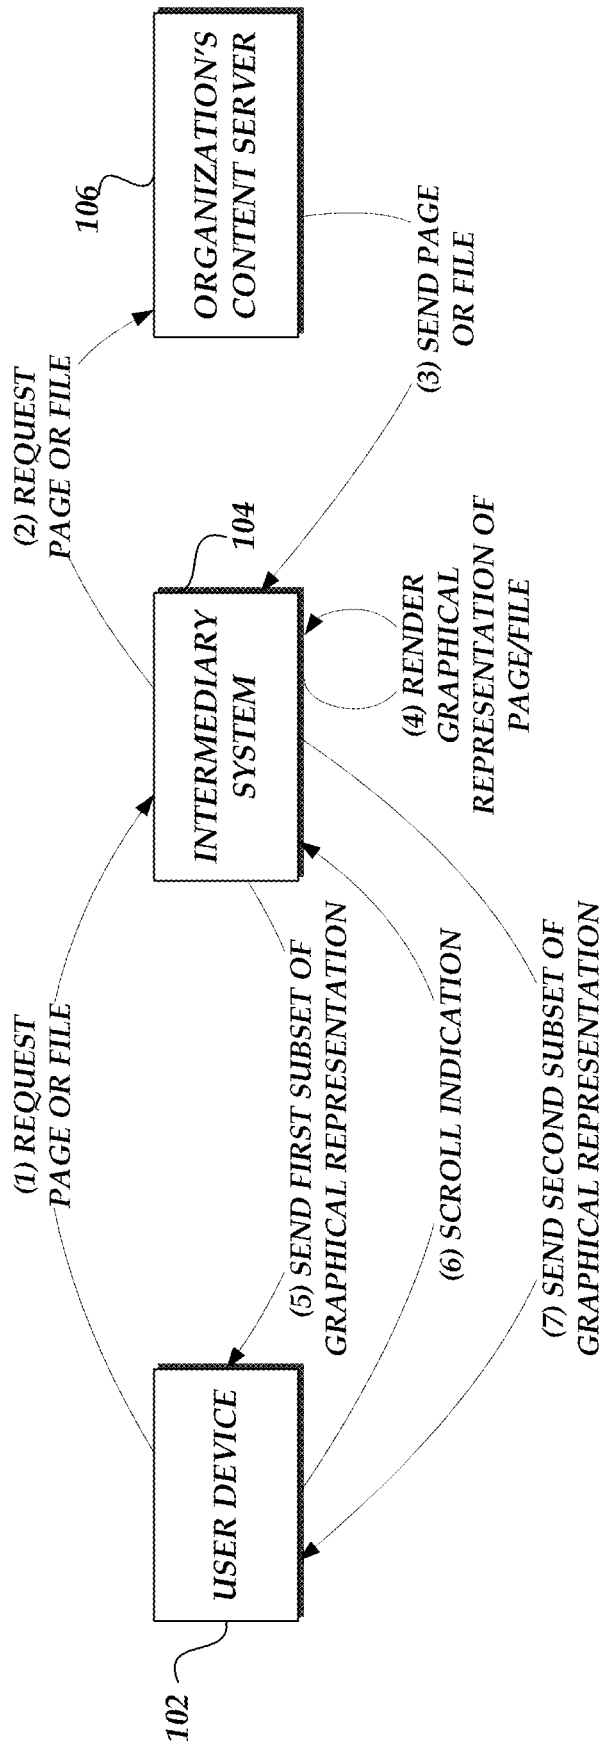 (1) REQUEST
PAGE OR FILE
(2) REQUEST
PAGE OR FILE
106
102
USER DEVICE
INTERMEDIARY
SYSTEM
104
ORGANIZATION'S
CONTENT SERVER
(3) SEND PAGE
OR FILE
(4) RENDER
GRAPHICAL
REPRESENTATION OF
PAGE/FILE
(5) SEND FIRST SUBSET OF
GRAPHICAL REPRESENTATION
(6) SCROLL INDICATION
(7) SEND SECOND SUBSET OF
GRAPHICAL REPRESENTATION